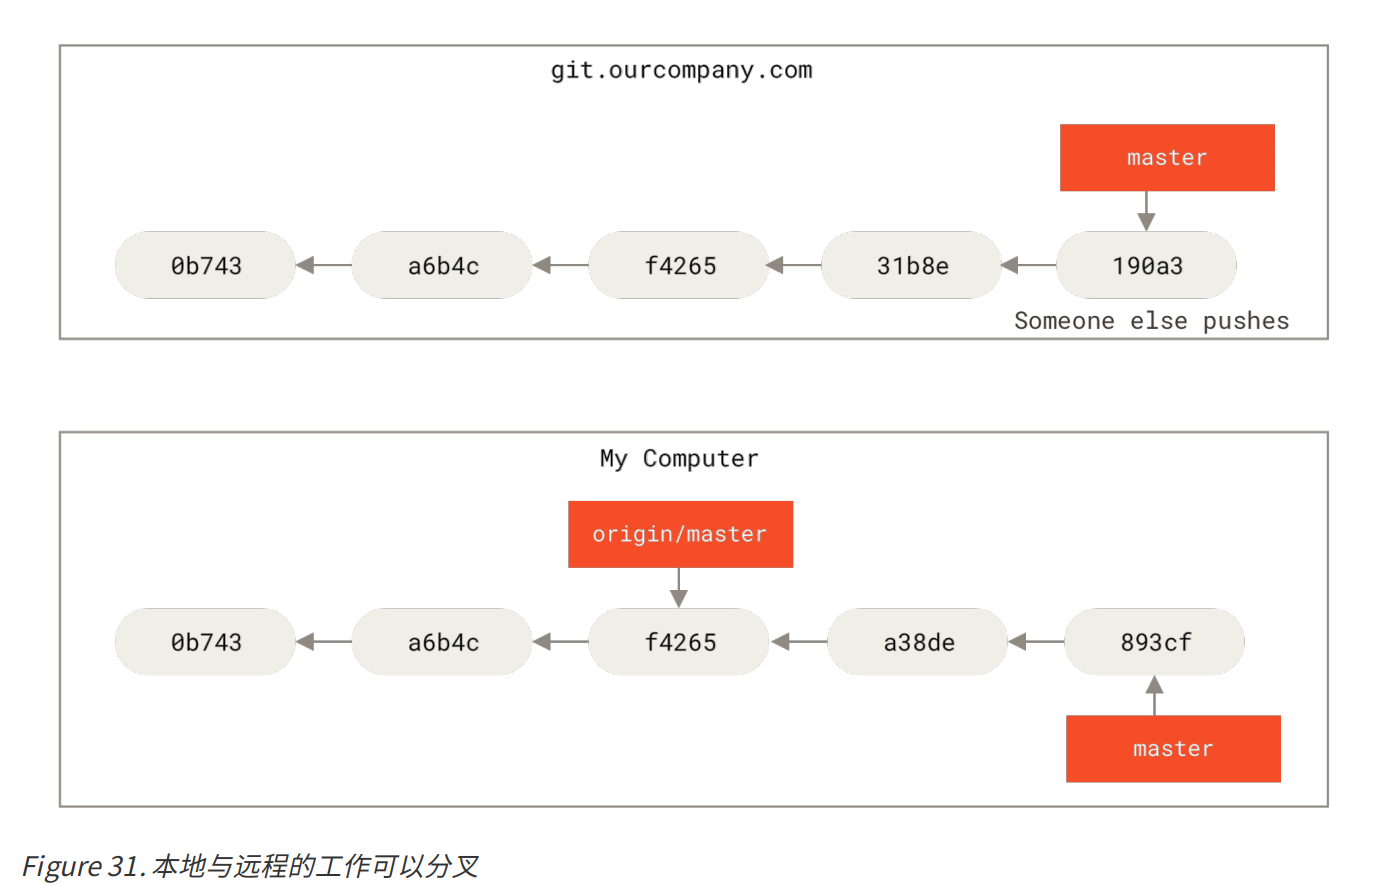 git.ourcompany.com
master
0b743
a6b4c
f4265
31b8e
190a3
Someone else pushes
My Computer
origin/master
0b743
a6b4c
f4265
a38de
893cf
master
Figure 31. 本地与远程的工作可以分叉